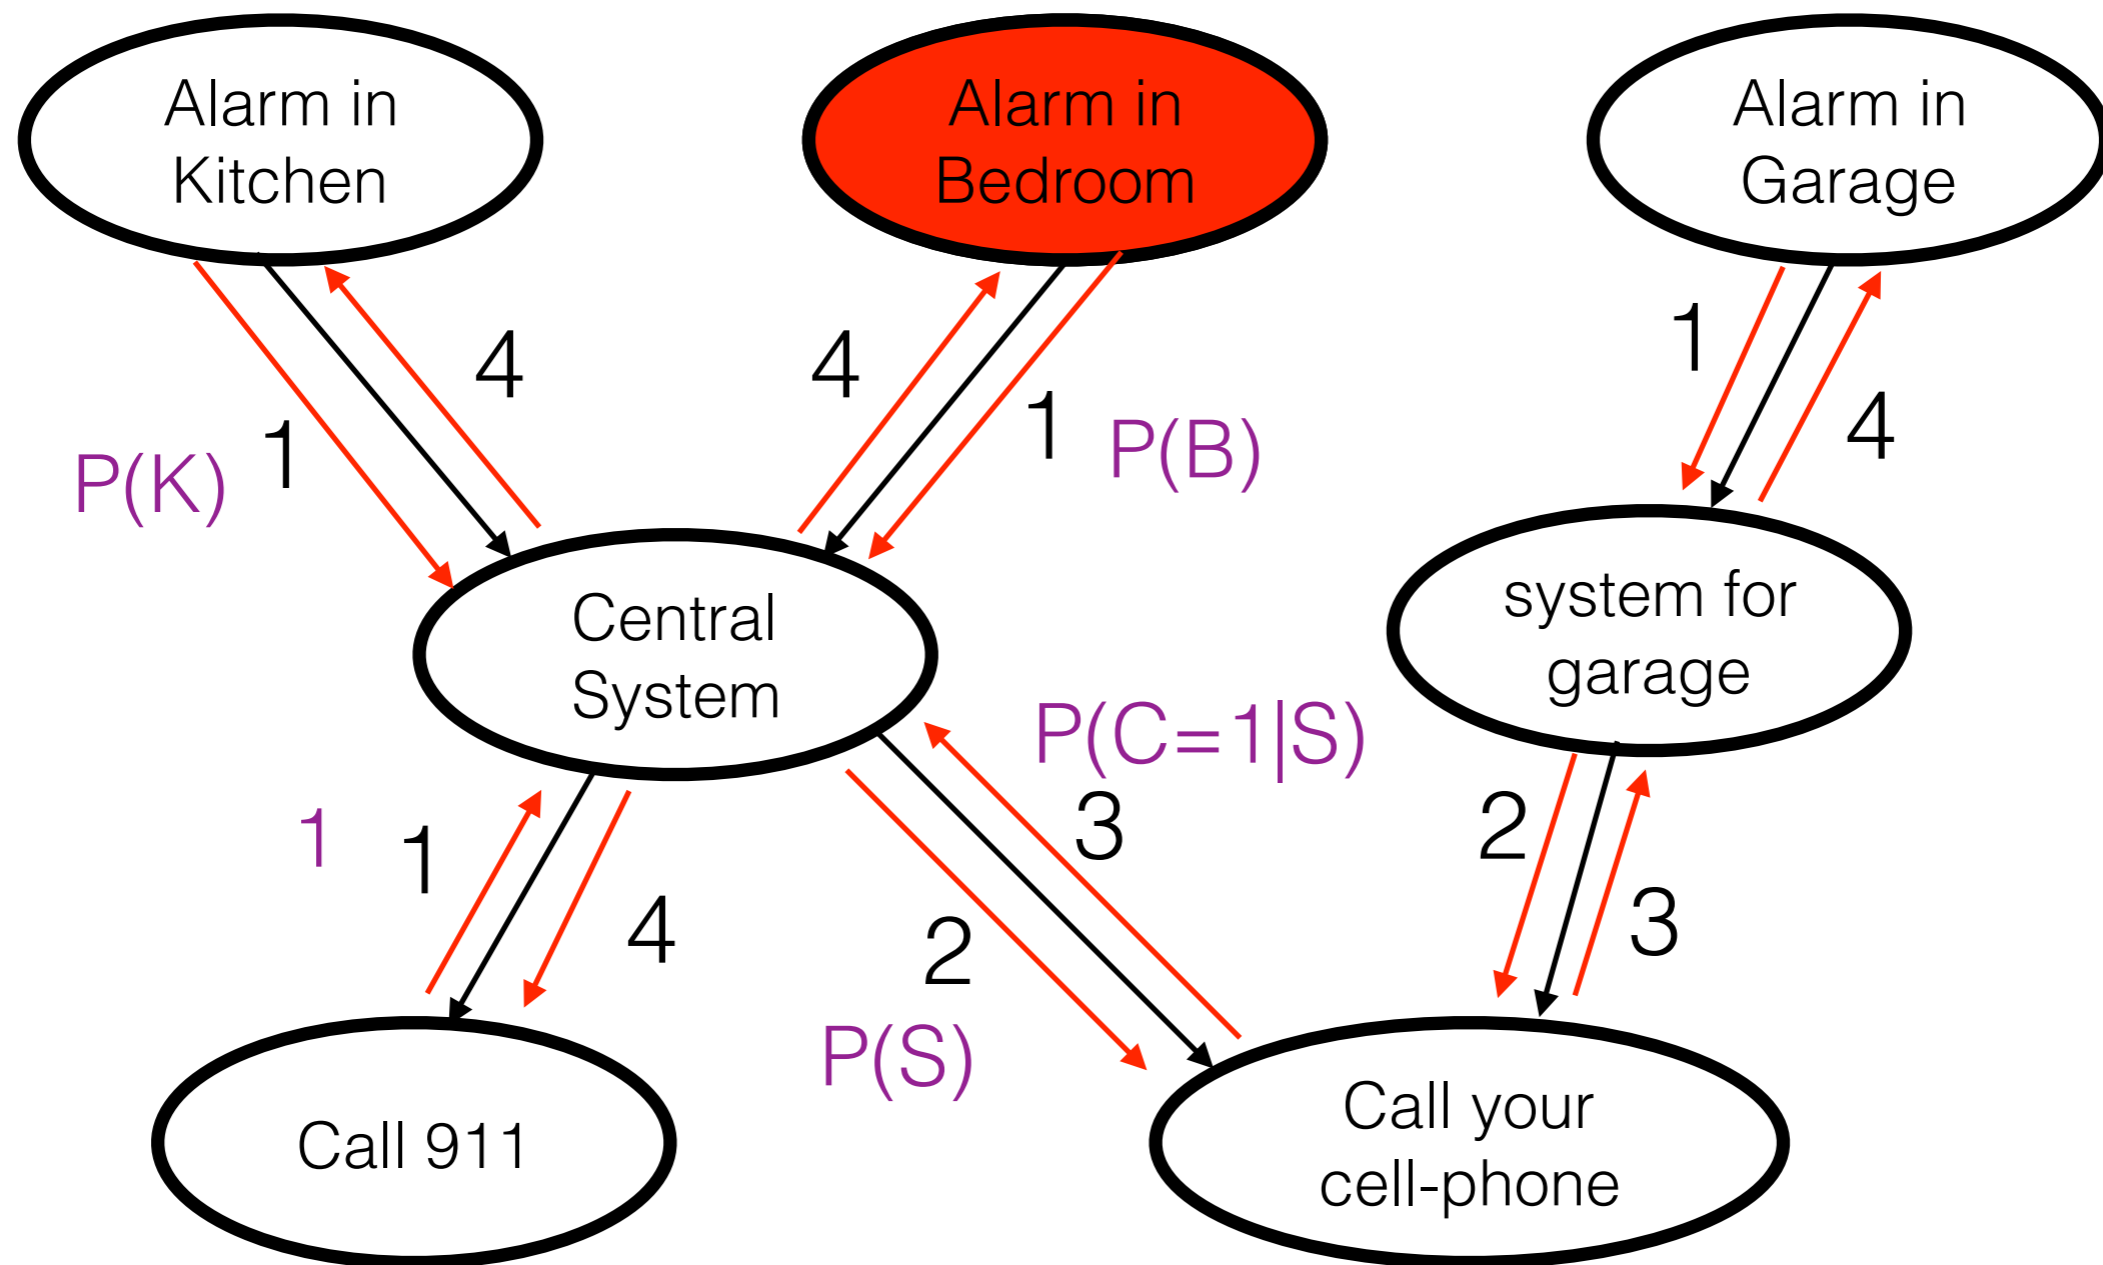 Alarm in
Kitchen
Alarm in
Bedroom
Alarm in
Garage
1
4
4
1
P(K)
1
P(B)
4
Central
System
system for
garage
P(C=1|S)
1
1
3
2
4
2
3
P(S)
Call 911
Call your
cell-phone